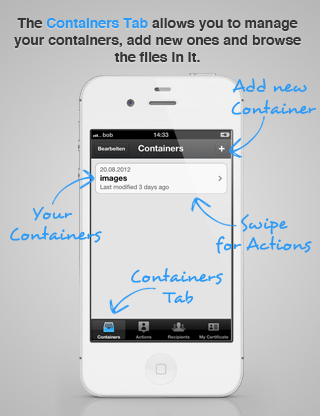 The Containers Tab allows you to manage
your containers, add new ones and browse
the files in it.
Add new
Container
bob
14:33
Bearbeiten
Containers
+
20.08.2012
images
Last modified 3 days ago
Your
Containers
Swipe
for Actions
Containers
Tab
Containers
Actions
Recipients
My Certificate